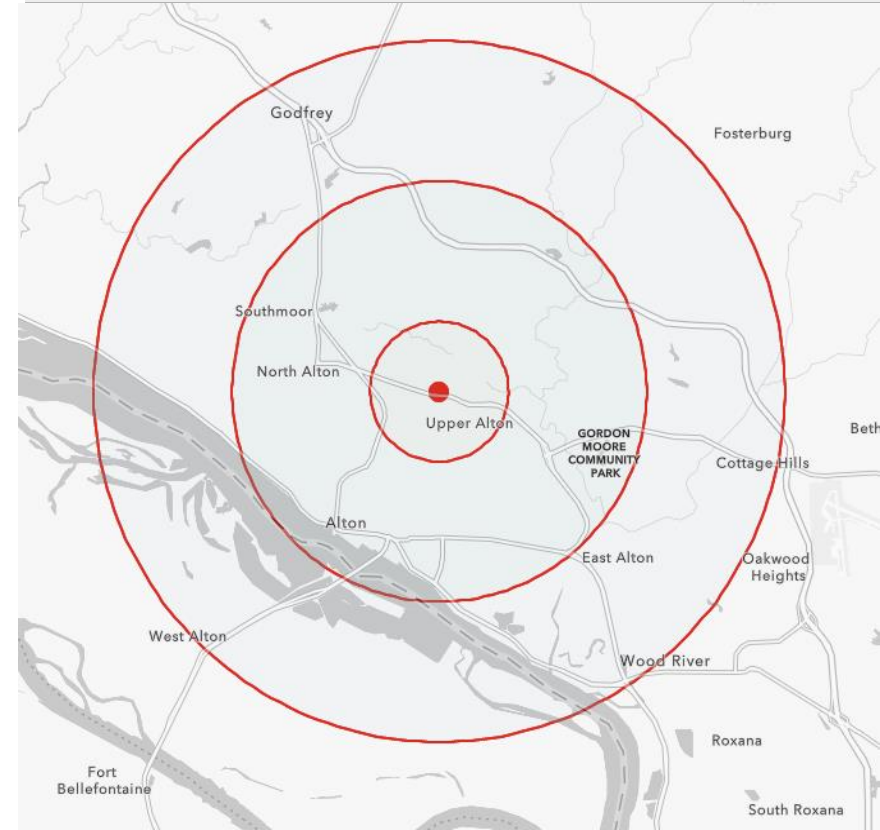 Godfrey
Fosterburg
Southmoor
North Alton
Upper Alton
GORDON
MOORE
COMMUNITY
PARK
Beth
Cottage Hills
Alton
East Alton
Oakwood
Heights
West Alton
Wood River
Roxana
Fort
Bellefontaine
South Roxana